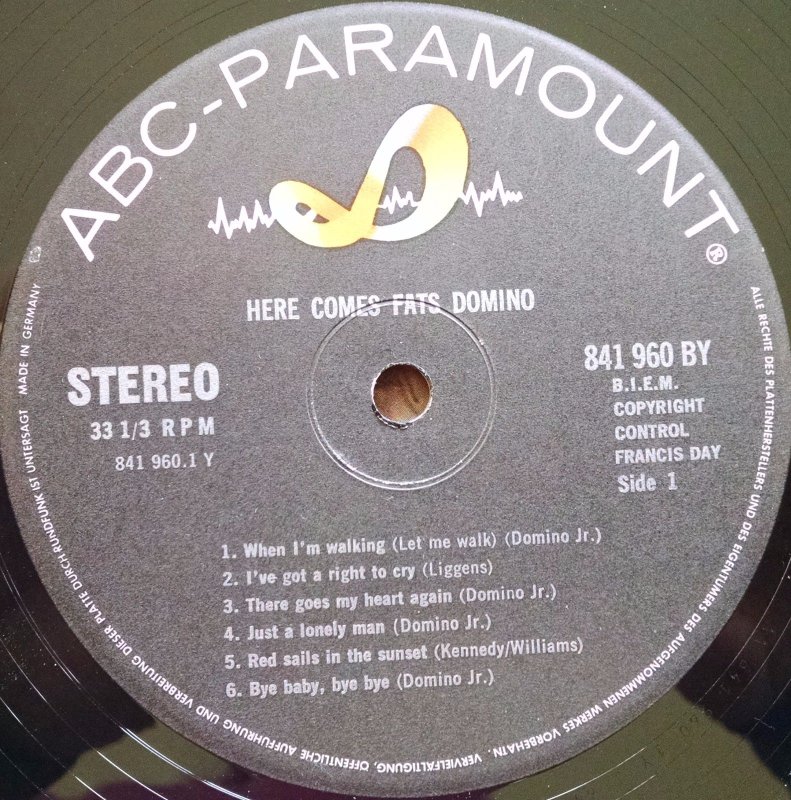 ABC-PARAMOUNT®
HERE COMES FATS DOMINO
STEREO
33 1/3 RPM
841 960.1 Y
841 960 BY
B.I.E.M.
COPYRIGHT
CONTROL
FRANCIS DAY
Side 1
1. When I'm walking (Let me walk) (Domino Jr.)
2. I've got a right to cry (Liggens)
3. There goes my heart again (Domino Jr.)
4. Just a lonely man (Domino Jr.)
5. Red sails in the sunset (Kennedy/Williams)
6. Bye baby, bye bye (Domino Jr.)
ALLE RECHTE DES PLATTENHERSTELLERS UND DES EIGENTUMERS DES AUFGENOMMENEN WERKES VORBEHALTN. VERVIELFALTIGUNG, ÖFFENTLICHE AUFFUHRUNG UND VERBREITUNG DIESER PLATTE DURCH RUNDFUNK IST UNTERSAGT MADE IN GERMANY